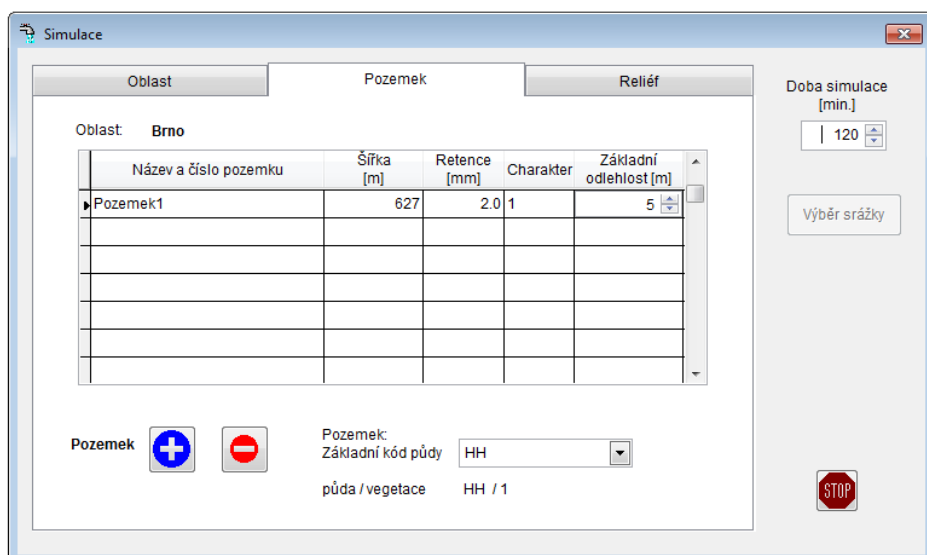 Simulace
Oblast Pozemek Reliéf
Doba simulace
[min.]
120
Oblast: Brno
Název a číslo pozemku Šířka [m] Retence [mm] Charakter Základní odlehlost [m]
Pozemek1 627 2.0 1 5
Výběr srážky
Pozemek
Pozemek:
Základní kód půdy HH
půda / vegetace HH / 1
STOP